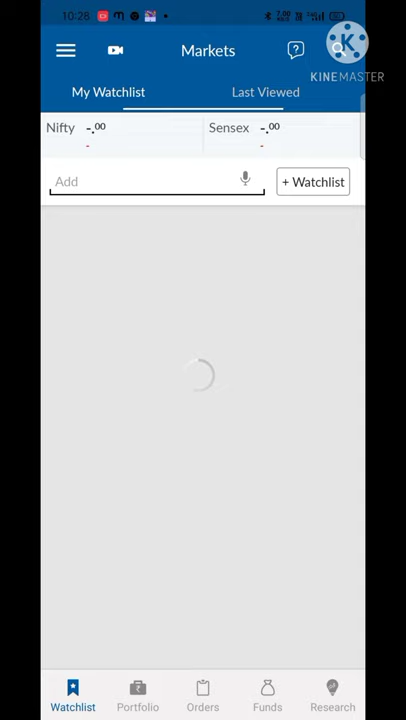 10:28
Markets
KINEMASTER
My Watchlist Last Viewed
Nifty -.00 Sensex -.00
- -
Add + Watchlist
Watchlist Portfolio Orders Funds Research